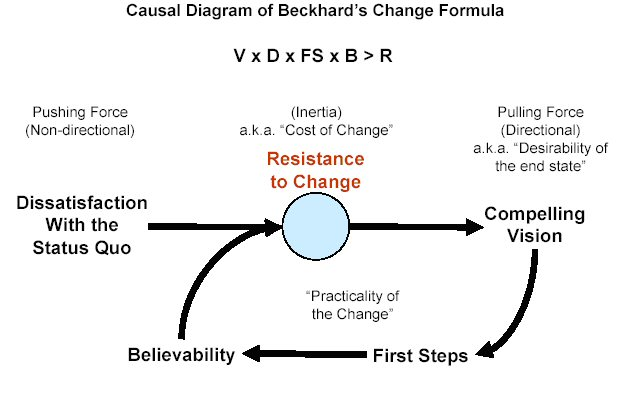 Causal Diagram of Beckhard's Change Formula
V x D x FS x B > R
Pushing Force
(Non-directional)
(Inertia)
a.k.a. “Cost of Change”
Pulling Force
(Directional)
a.k.a. “Desirability of
the end state”
Resistance
to Change
Dissatisfaction
With the
Status Quo
Compelling
Vision
“Practicality of
the Change”
Believability
First Steps